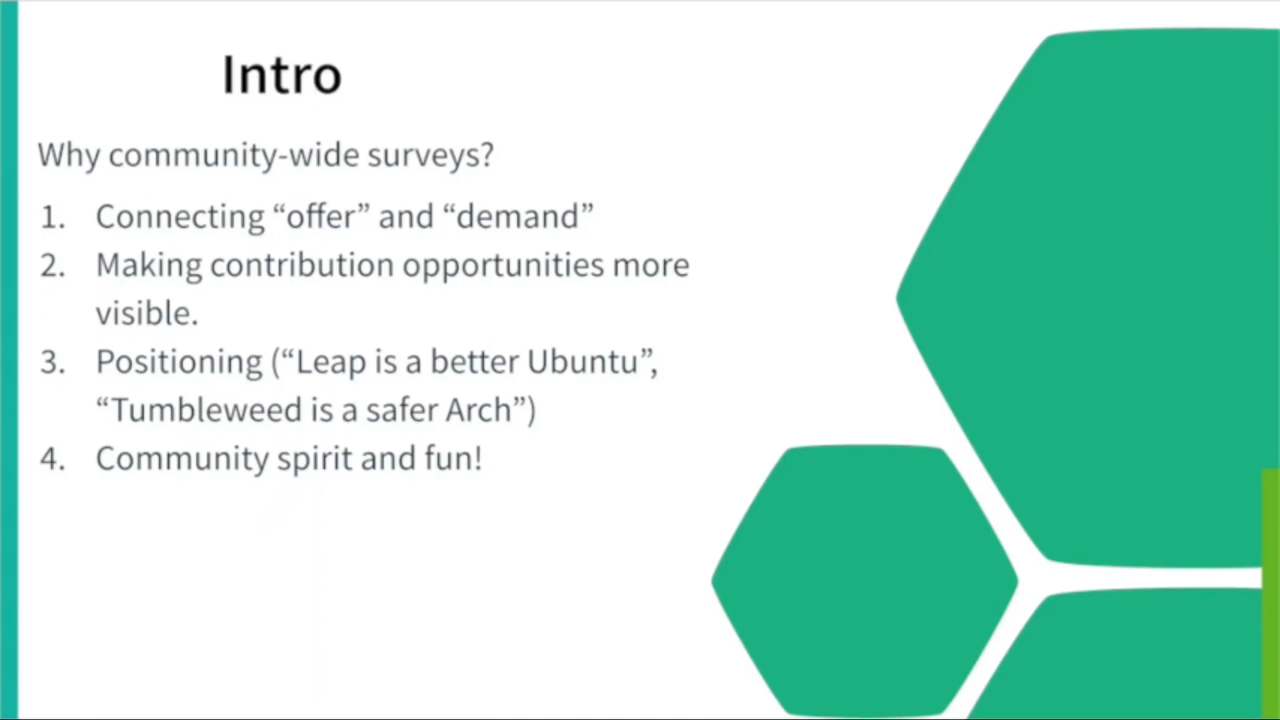 Intro
Why community-wide surveys?
1. Connecting “offer” and “demand”
2. Making contribution opportunities more
visible.
3. Positioning (“Leap is a better Ubuntu”,
“Tumbleweed is a safer Arch”)
4. Community spirit and fun!